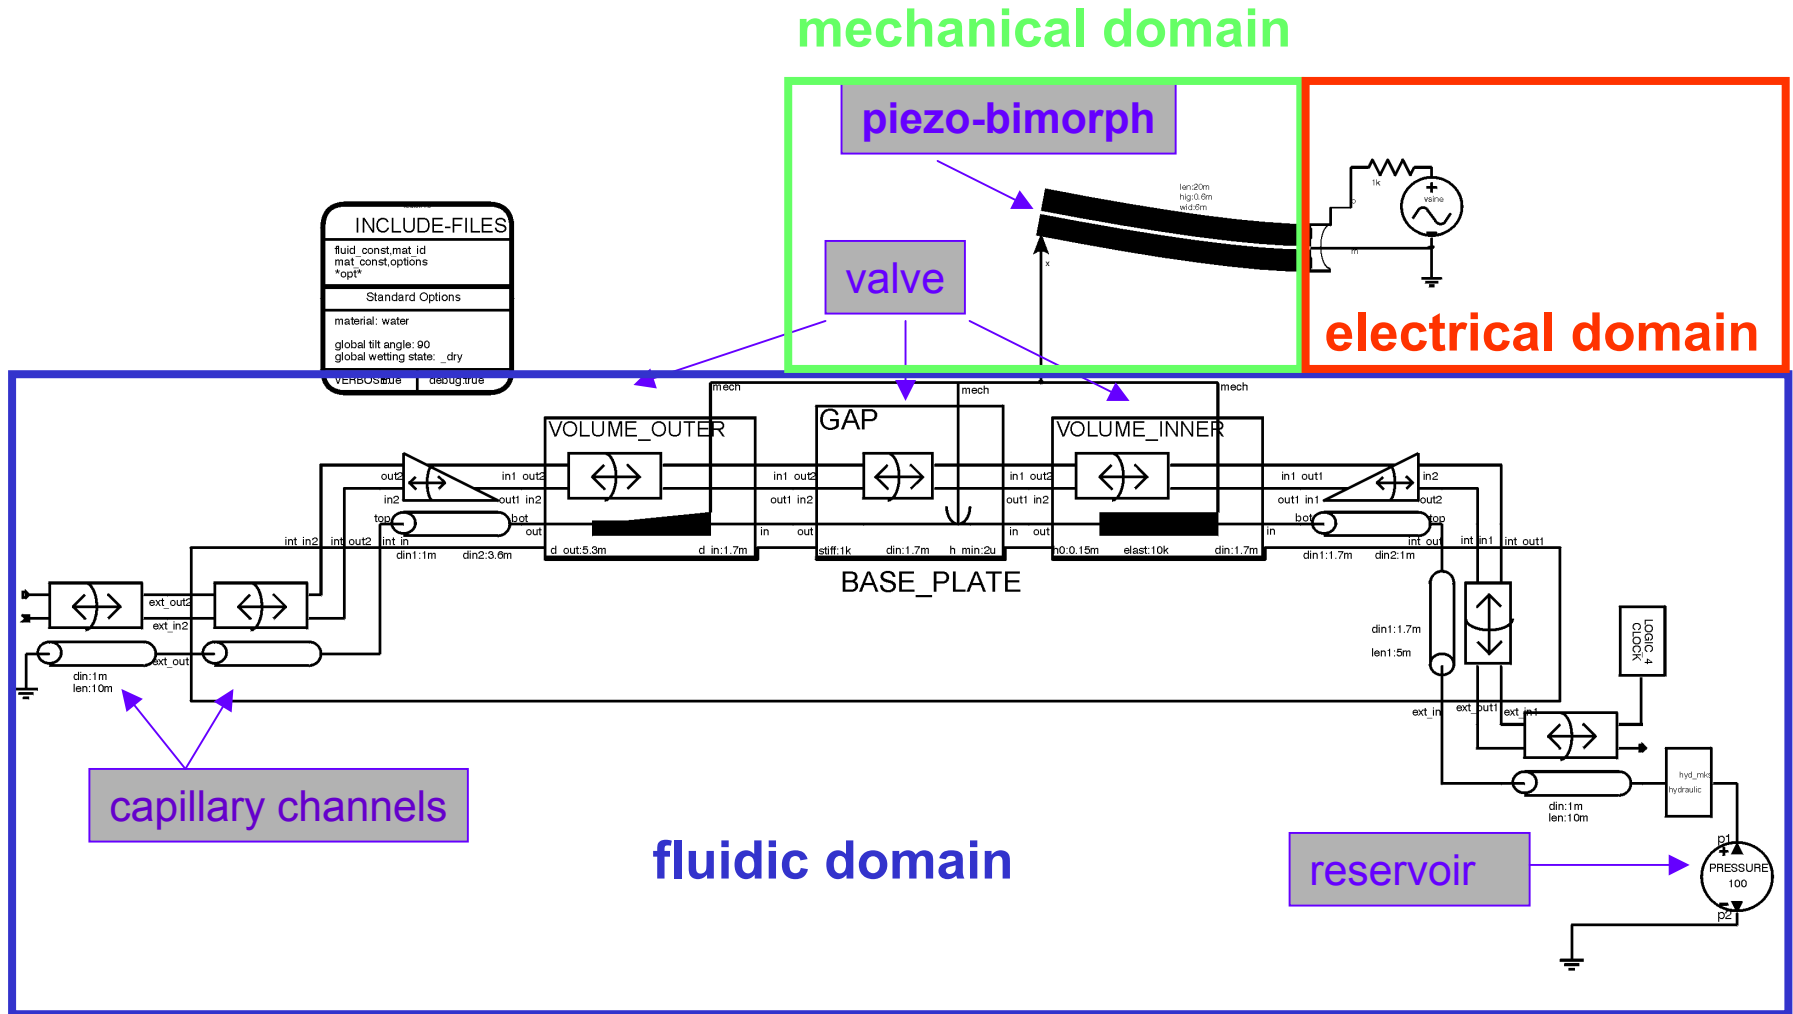 mechanical domain
piezo-bimorph
len:20m
hig:0.6m
wid:6m
1k
vsine
p
m
x
INCLUDE-FILES
fluid_const,mat_id
mat_const,options
*opt*
Standard Options
material: water
global tilt angle: 90
global wetting state: _dry
debug:true
valve
electrical domain
mech
mech
mech
VOLUME_OUTER
GAP
VOLUME_INNER
out2
in1 out2
in1 out2
in1 out2
in1 out1
in2
in2
out1 in2
out1 in2
out1 in2
out1 in1
out2
top
bot
out
in
out
in
out
in
bot
top
int in2
int out2
int in
din1:1m
din2:3.6m
d_out:5.3m
d_in:1.7m
stiff:1k
din:1.7m
h_min:2u
h0:0.15m
elast:10k
din:1.7m
din1:1.7m
din2:1m
int out
int in1
int out1
BASE_PLATE
ext_out2
ext_in2
ext_out
din:1m
len:10m
din1:1.7m
len1:5m
LOGIC_4
CLOCK
ext_in
ext_out1
ext_in1
capillary channels
hyd_mks
hydraulic
din:1m
len:10m
fluidic domain
reservoir
p1
PRESSURE
100
p2